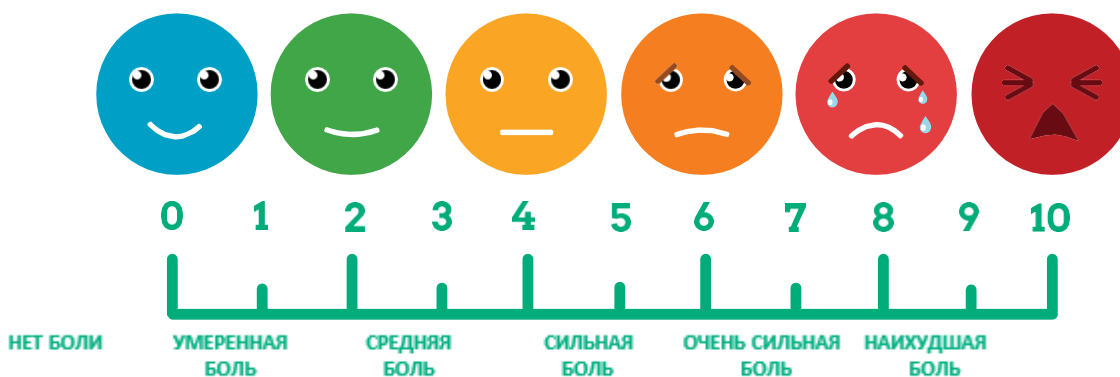 0 1 2 3 4 5 6 7 8 9 10
НЕТ БОЛИ УМЕРЕННАЯ СРЕДНЯЯ СИЛЬНАЯ ОЧЕНЬ СИЛЬНАЯ НАИХУДШАЯ
БОЛЬ БОЛЬ БОЛЬ БОЛЬ БОЛЬ